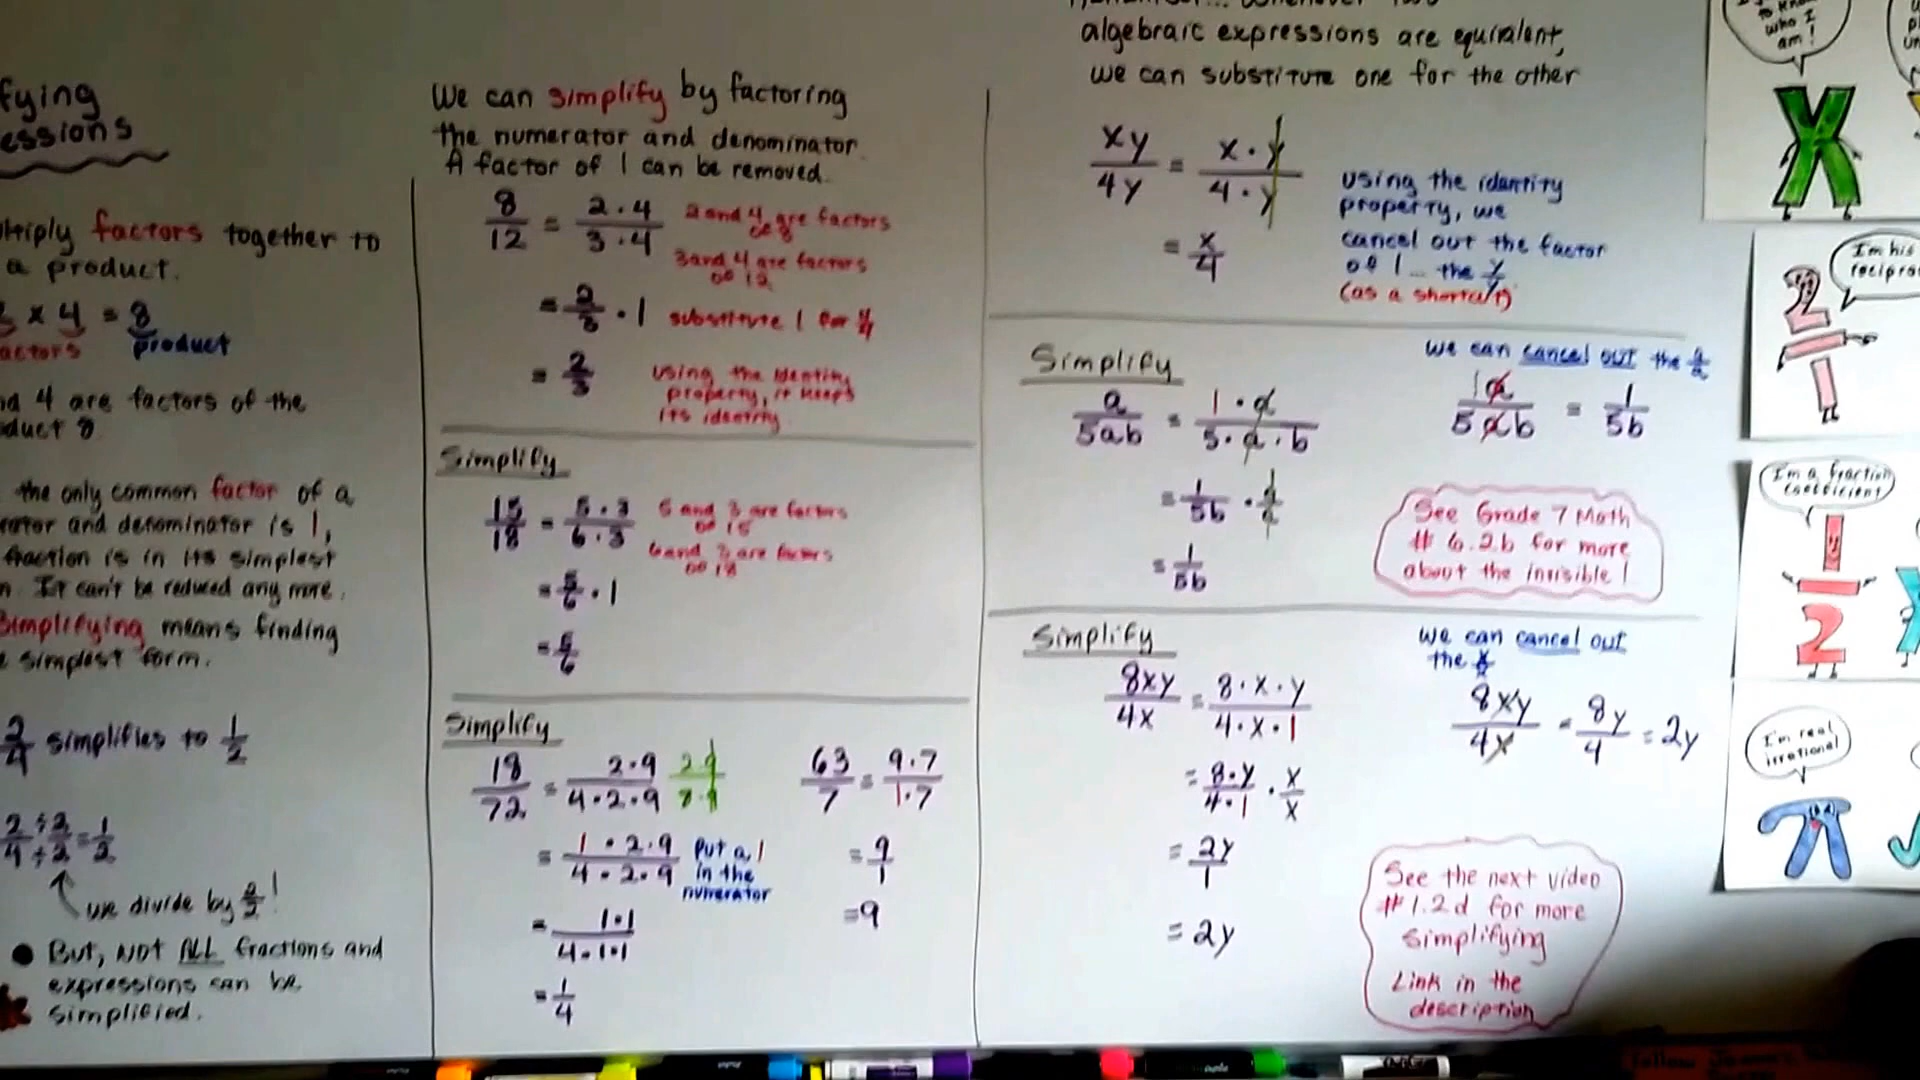 fying
essions
ltiply factors together to
a product.
x 4 = 8
actors product
nd 4 are factors of the
duct 8
the only common factor of a
rator and denominator is 1,
fraction is in its simplest
m. It can't be reduced any more.
Simplifying means finding
e simplest form.
2/4 simplifies to 1/2
2/4 ÷2/÷2 = 1/2
we divide by 2/2!
But, NOT ALL fractions and
expressions can be
simplified.
We can simplify by factoring
the numerator and denominator.
A factor of 1 can be removed.
8/12 = 2·4/3·4 2 and 4 are factors
of 8
3 and 4 are factors
of 12
= 2/3 · 1 substitute 1 for 4/4
= 2/3 using the identity
property, it keeps
its identity
Simplify
15/18 = 5·3/6·3 5 and 3 are factors
of 15
6 and 3 are factors
of 18
= 5/6 · 1
= 5/6
Simplify
18/72 = 2·9/4·2·9
= 1·2·9/4·2·9 Put a 1
in the
numerator
= 1·1/4·1·1
= 1/4
63/7 = 9·7/1·7
= 9/1
= 9
algebraic expressions are equivalent,
we can substitute one for the other
xy/4y = x·y/4·y
= x/4
using the identity
property, we
cancel out the factor
of 1... the y/y
(as a shortcut)
Simplify
a/5ab = 1·a/5·a·b
= 1/5b · a/a
= 1/5b
we can cancel out the a/a
1a/5ab = 1/5b
See Grade 7 Math
# 6.2b for more
about the invisible 1
Simplify
8xy/4x = 8·x·y/4·x·1
= 8·y/4·1 · x/x
= 2y/1
= 2y
we can cancel out
the x/x
8xy/4x = 8y/4 = 2y
See the next video
# 1.2d for more
simplifying
Link in the
description
to know
who I
am!
X
I'm his
recipro
2/1
I'm a fraction
coefficient
1/2
I'm real
irrational
π